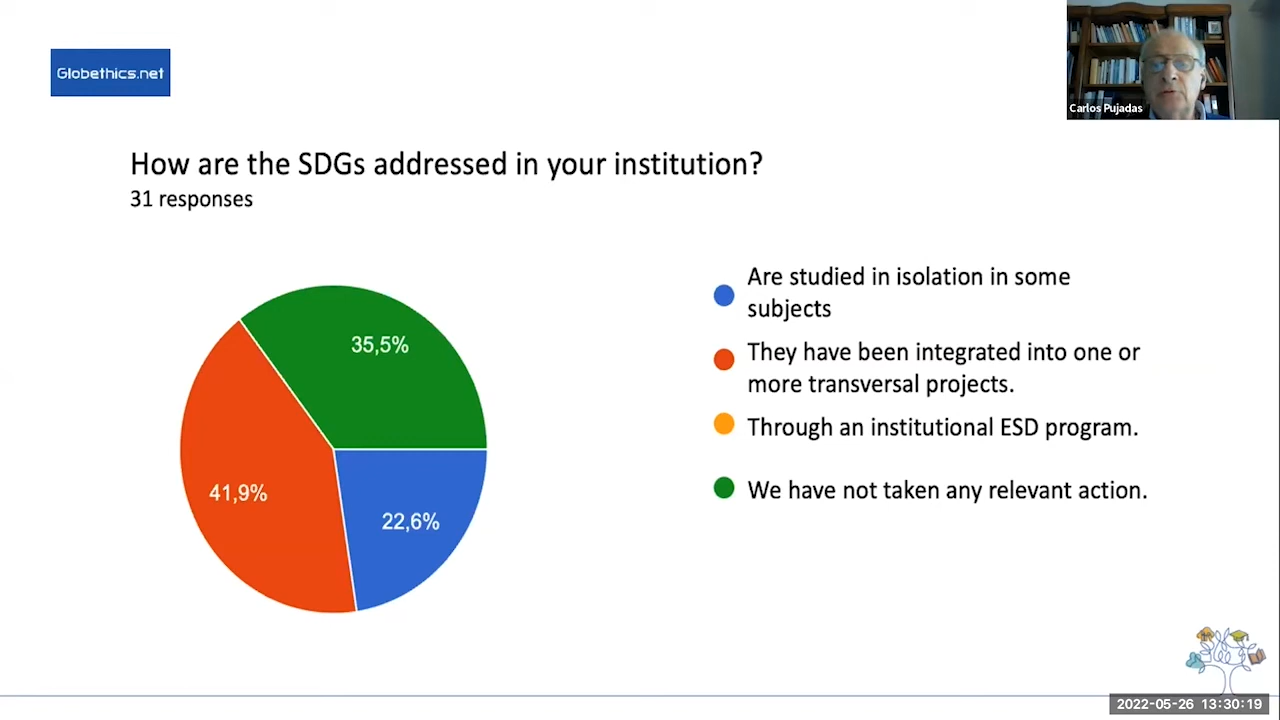 Globethics.net
Carlos Pujadas
How are the SDGs addressed in your institution?
31 responses
35,5%
41,9%
22,6%
Are studied in isolation in some
subjects
They have been integrated into one or
more transversal projects.
Through an institutional ESD program.
We have not taken any relevant action.
2022-05-26 13:30:19